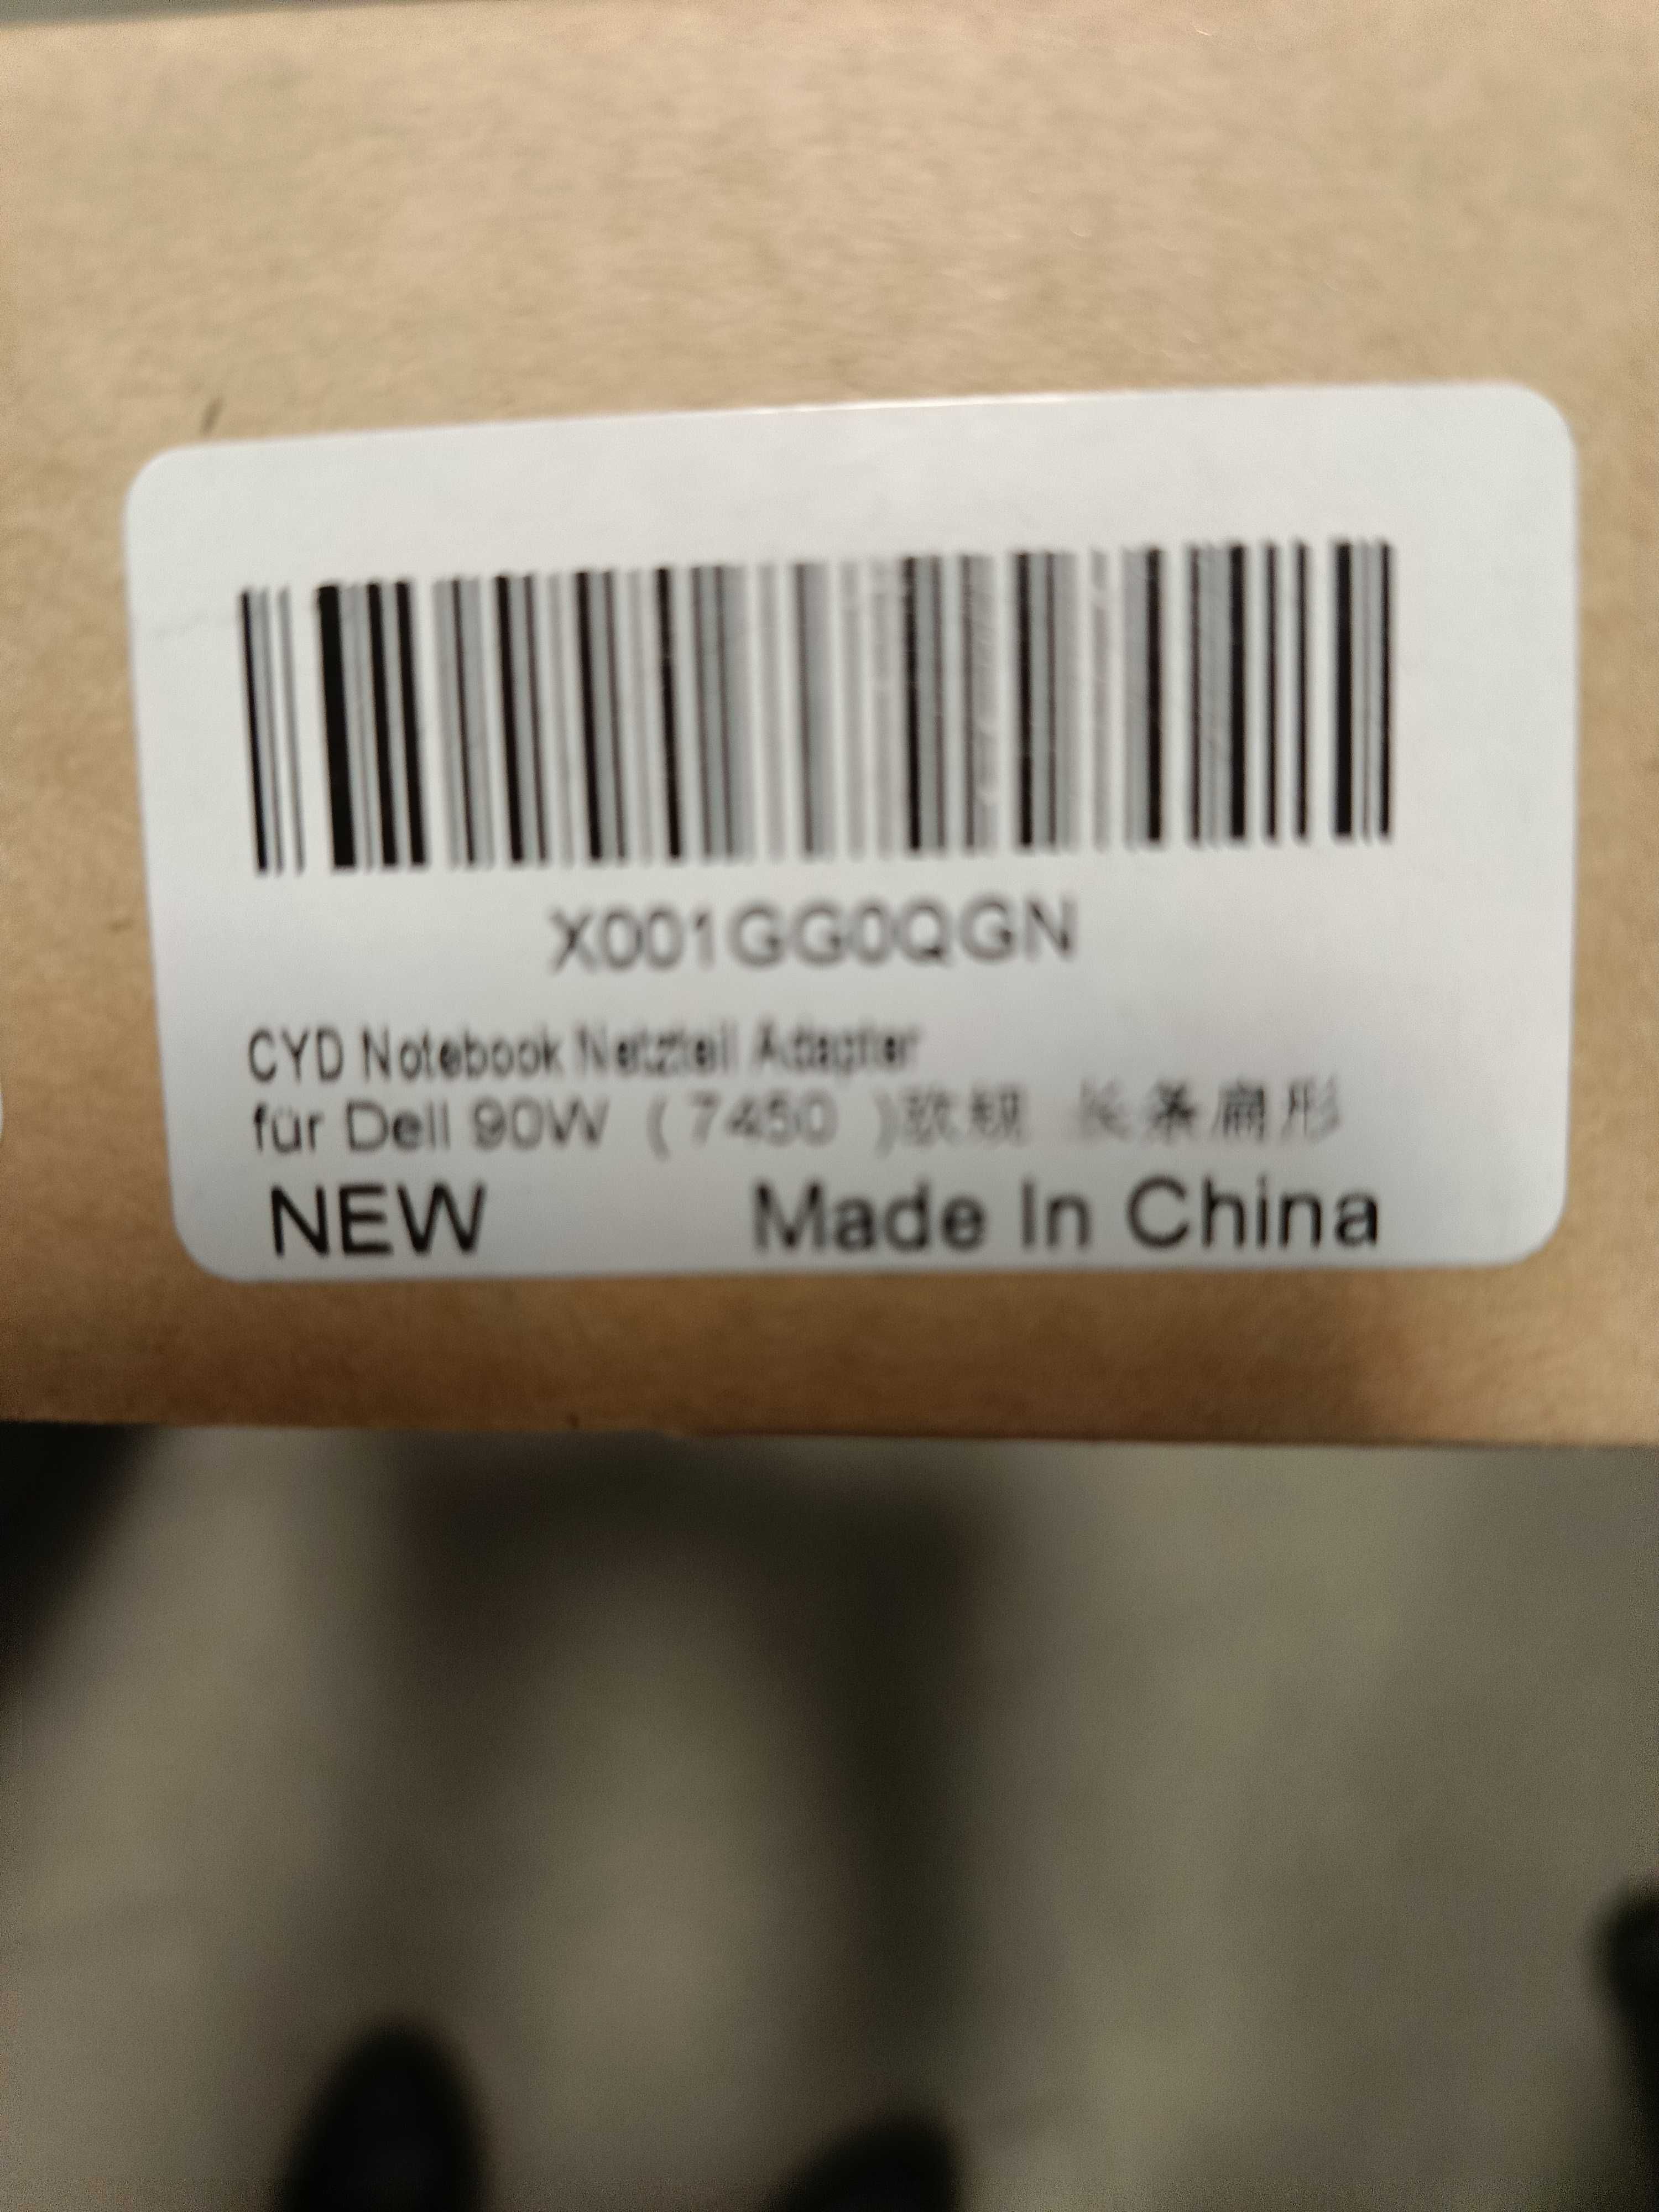 X001GG0QGN
CYD Notebook Netzteil Adapter
für Dell 90W ( 7450 )欧规 长条扁形
NEW Made In China